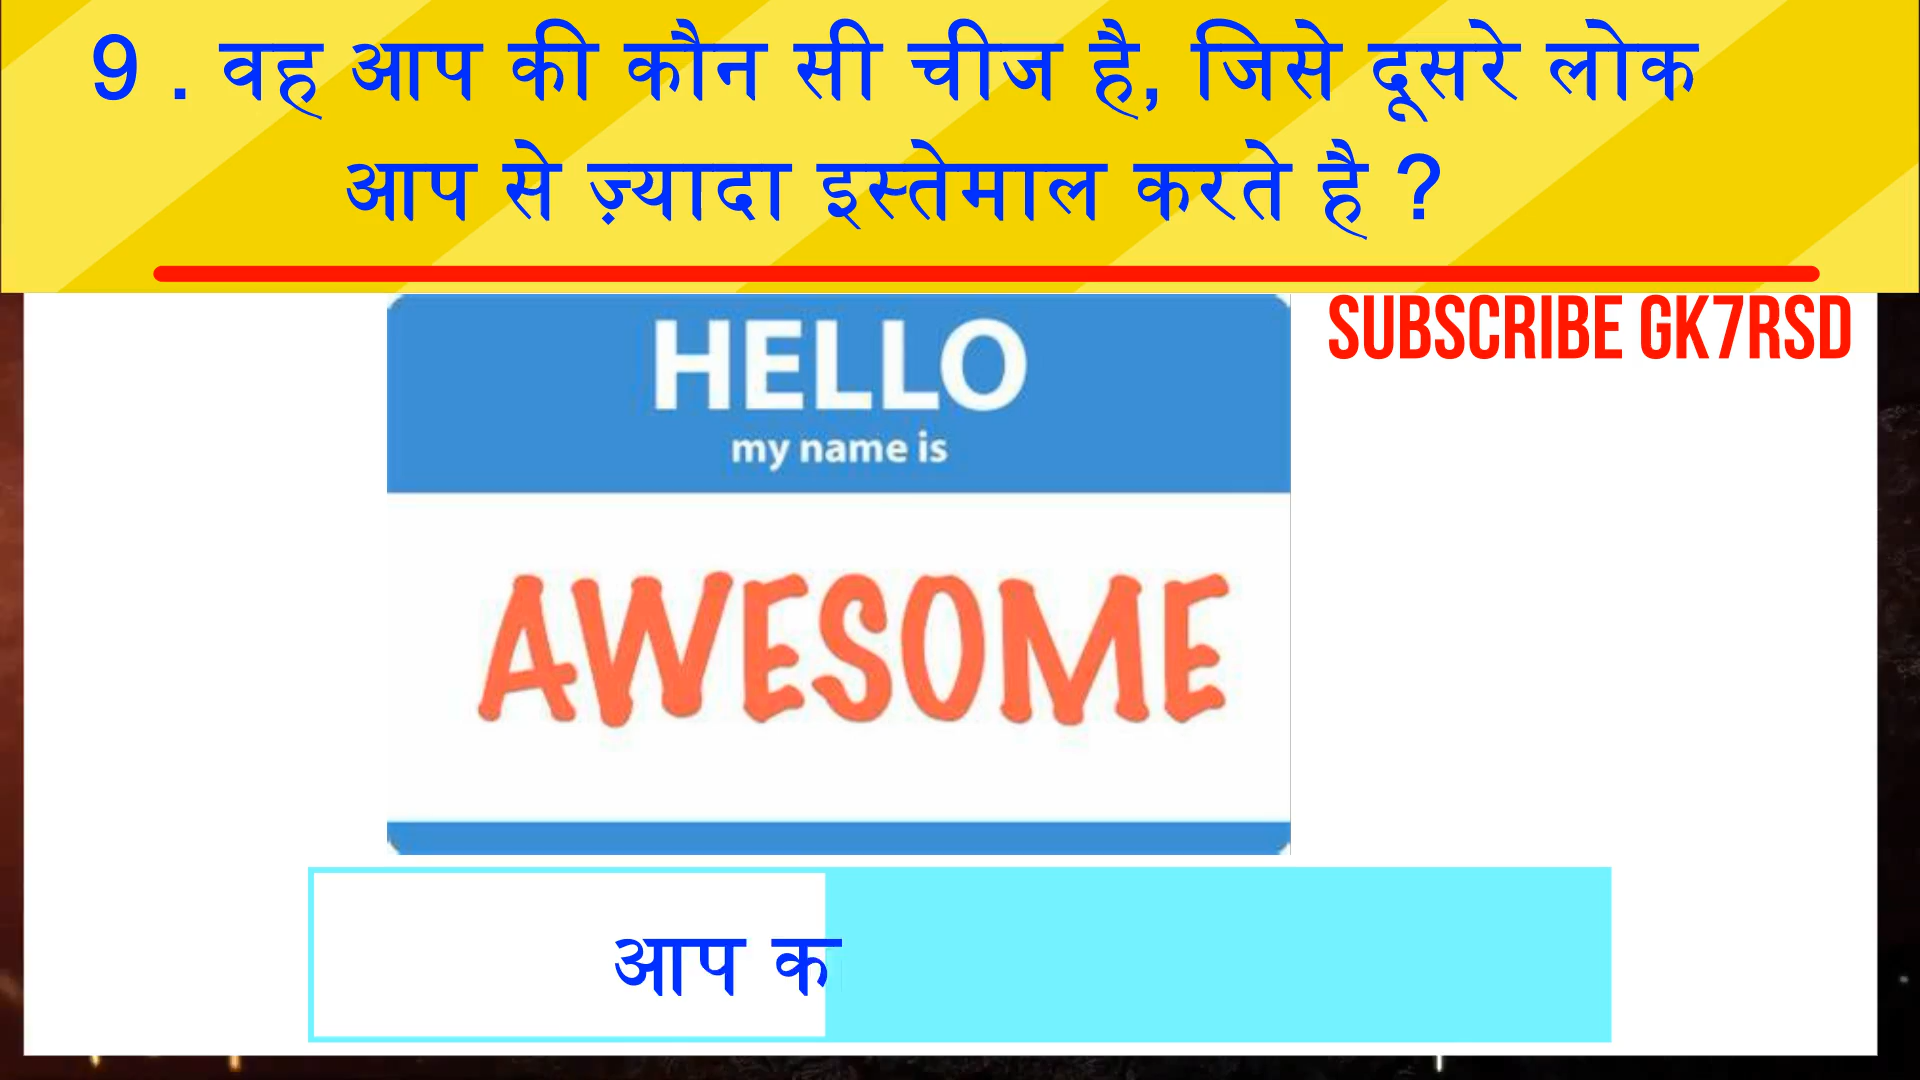 9 . वह आप की कौन सी चीज है, जिसे दूसरे लोक
आप से ज़्यादा इस्तेमाल करते है ?
SUBSCRIBE GK7RSD
HELLO
my name is
AWESOME
आप क